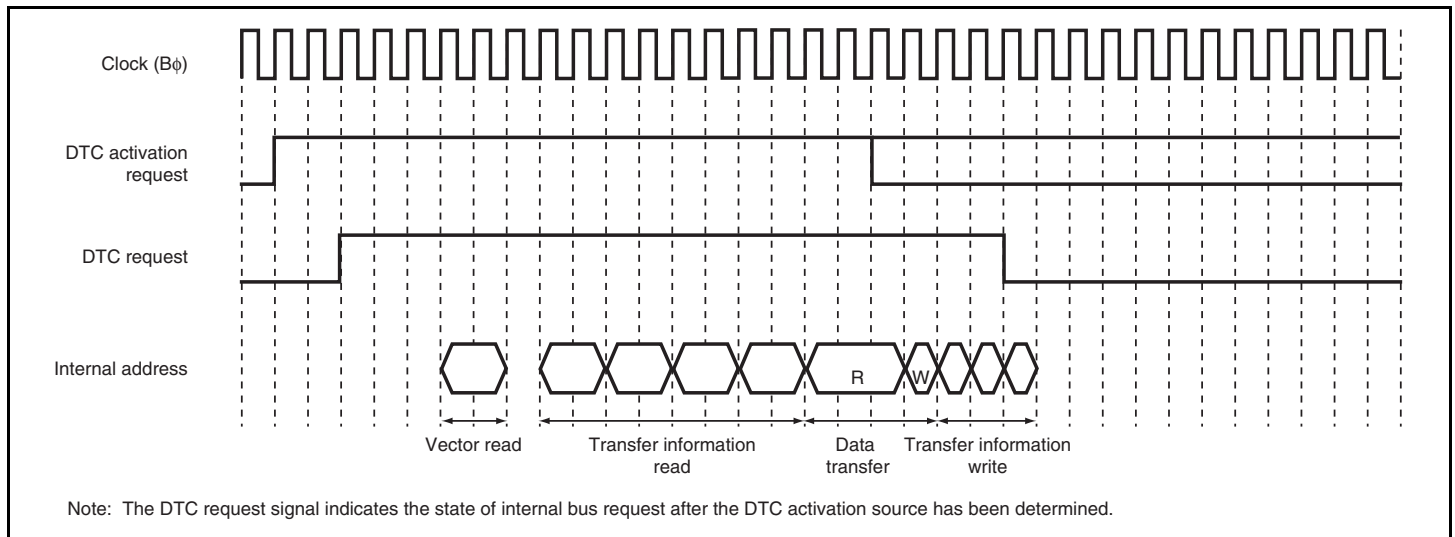 Clock (Bϕ)
DTC activation
request
DTC request
Internal address
R
W
Vector read
Transfer information
read
Data
transfer
Transfer information
write
Note: The DTC request signal indicates the state of internal bus request after the DTC activation source has been determined.